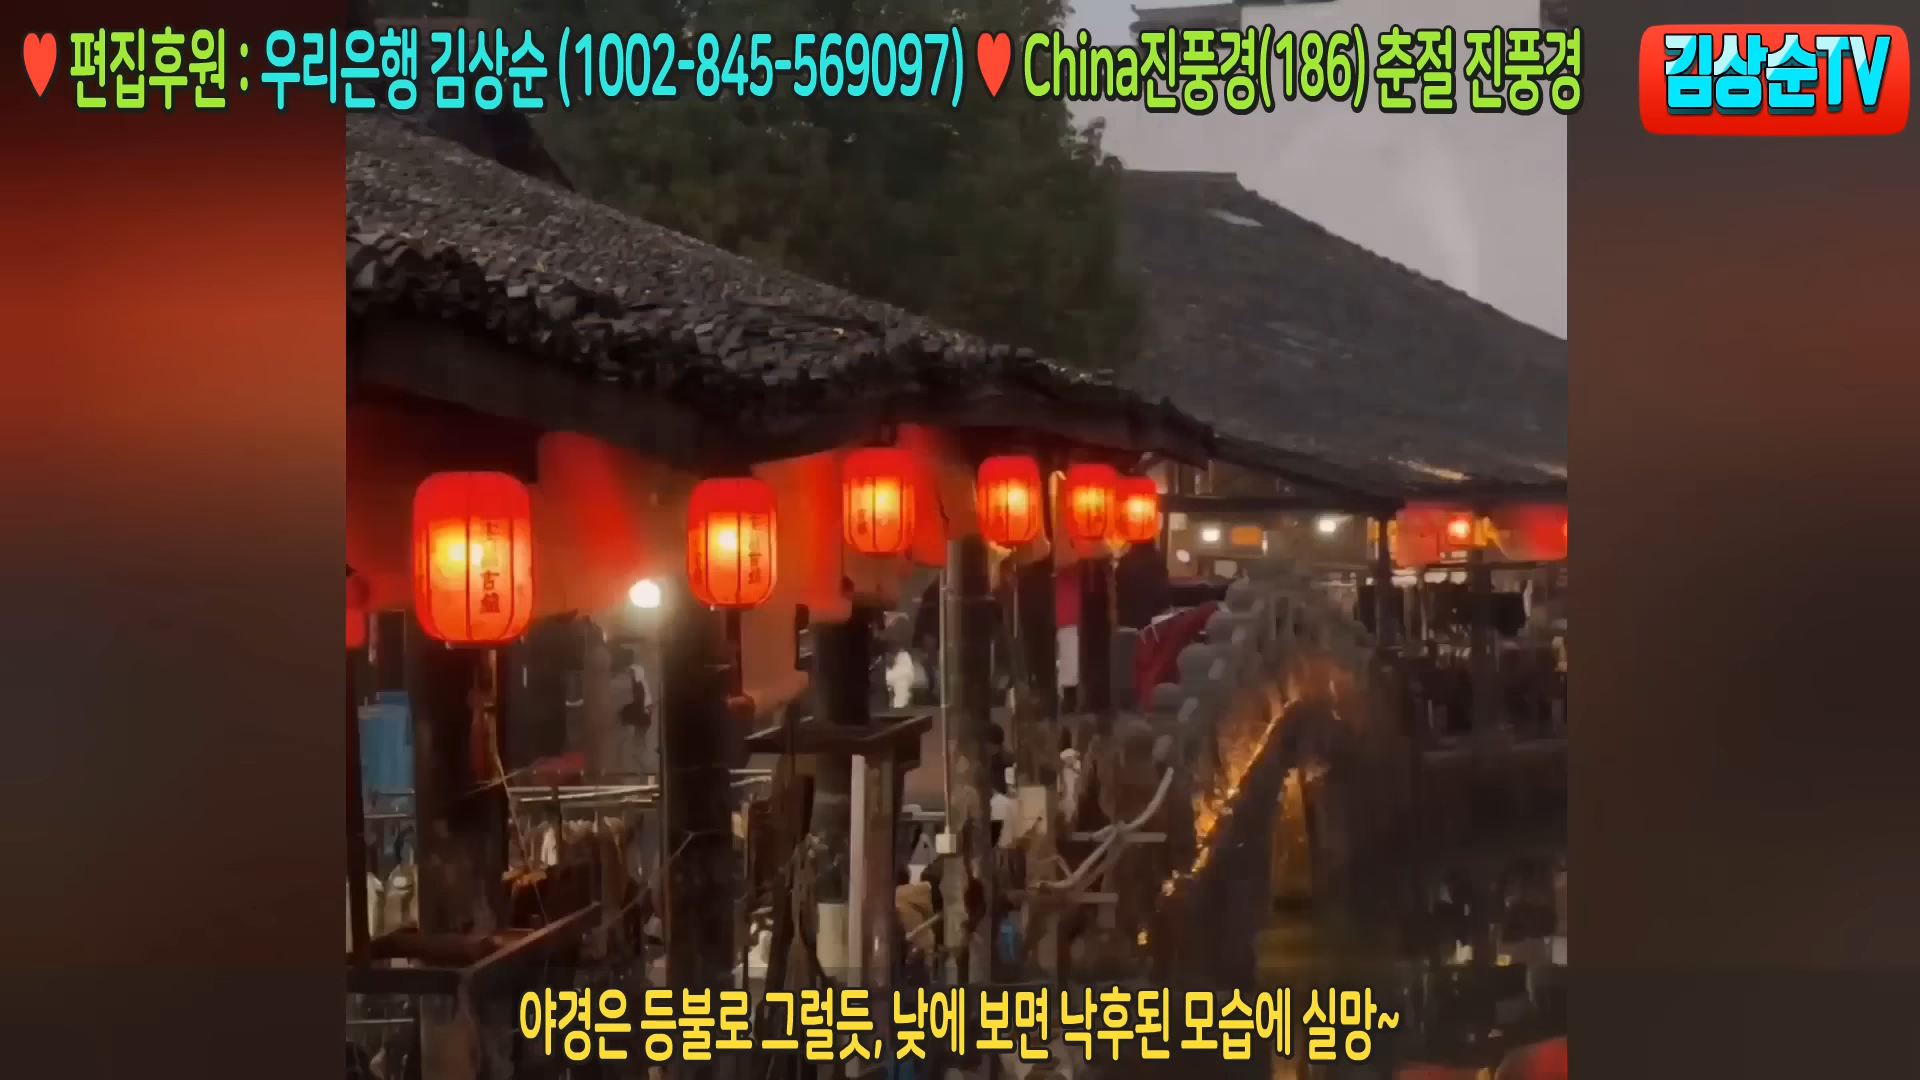 ♥편집후원 : 우리은행 김상순 (1002-845-569097)♥China진풍경(186) 춘절 진풍경
김상순TV
古鎮
야경은 등불로 그럴듯, 낮에 보면 낙후된 모습에 실망~